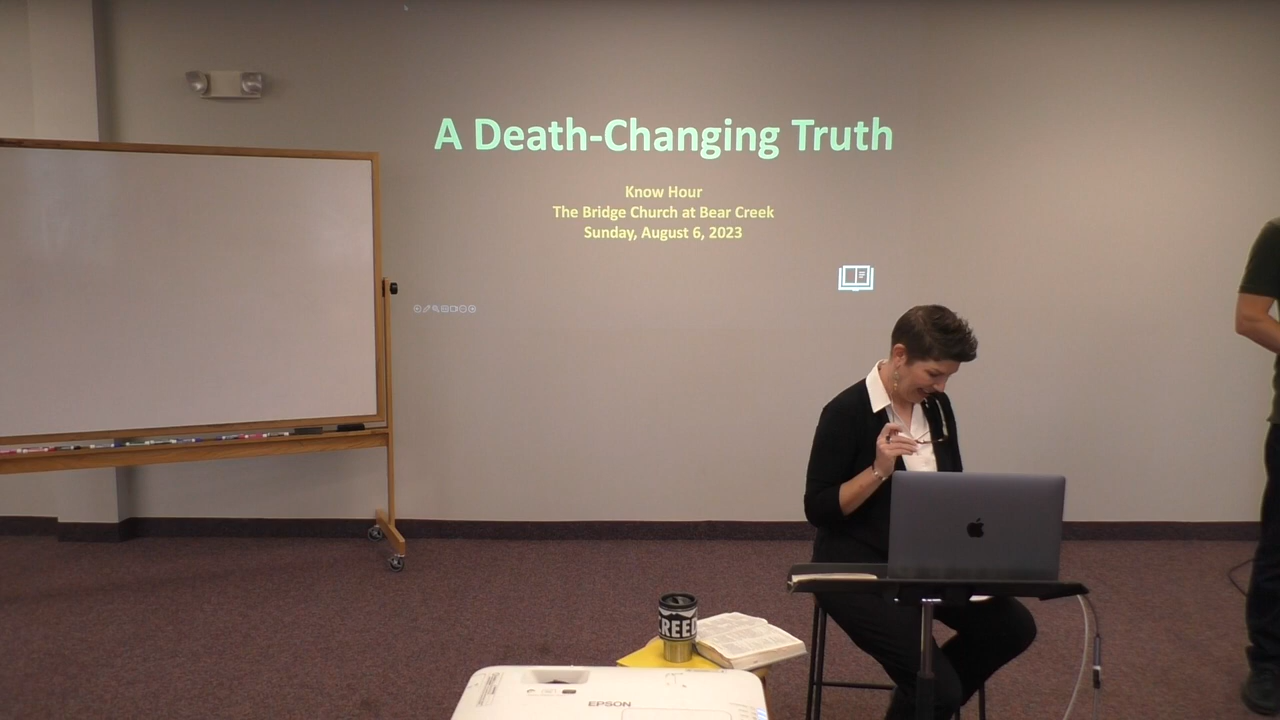 A Death-Changing Truth
Know Hour
The Bridge Church at Bear Creek
Sunday, August 6, 2023
CREED
EPSON